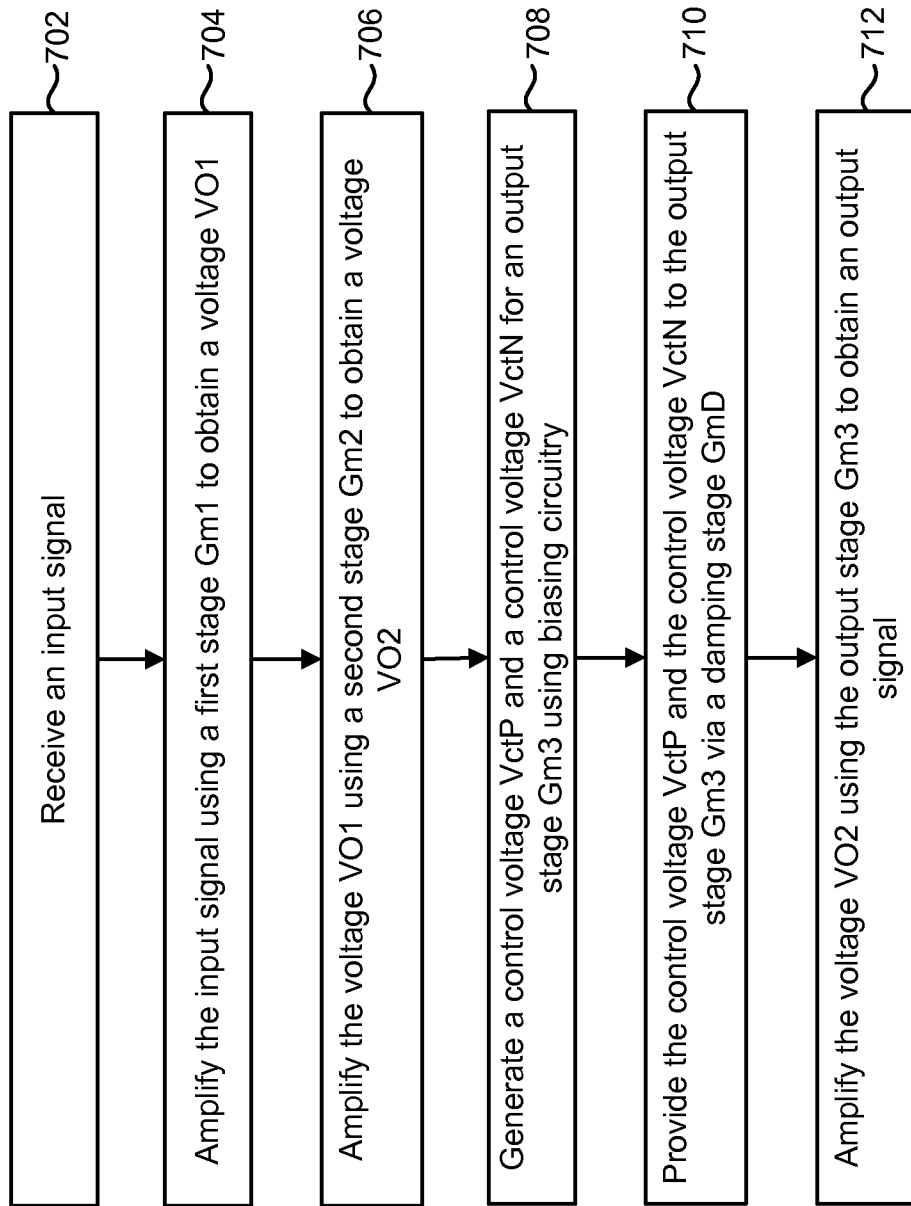 Receive an input signal
702
Amplify the input signal using a first stage Gm1 to obtain a voltage VO1
704
Amplify the voltage VO1 using a second stage Gm2 to obtain a voltage
VO2
706
Generate a control voltage VctP and a control voltage VctN for an output
stage Gm3 using biasing circuitry
708
Provide the control voltage VctP and the control voltage VctN to the output
stage Gm3 via a damping stage GmD
710
Amplify the voltage VO2 using the output stage Gm3 to obtain an output
signal
712